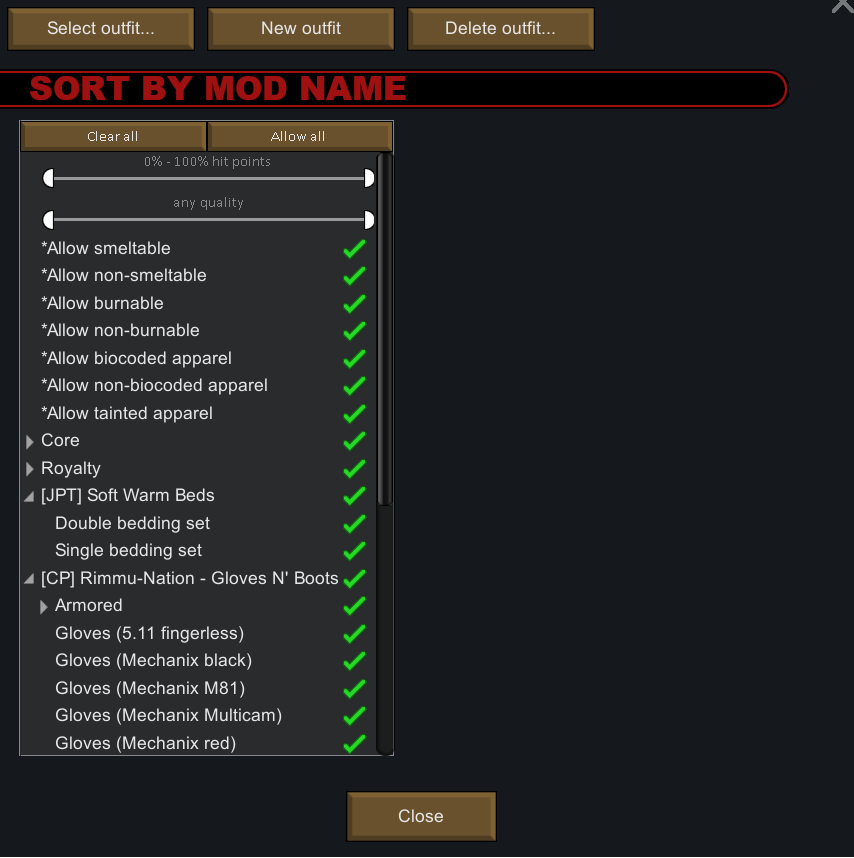 Select outfit...
New outfit
Delete outfit...
SORT BY MOD NAME
Clear all
Allow all
0% - 100% hit points
any quality
*Allow smeltable
*Allow non-smeltable
*Allow burnable
*Allow non-burnable
*Allow biocoded apparel
*Allow non-biocoded apparel
*Allow tainted apparel
Core
Royalty
[JPT] Soft Warm Beds
Double bedding set
Single bedding set
[CP] Rimmu-Nation - Gloves N' Boots
Armored
Gloves (5.11 fingerless)
Gloves (Mechanix black)
Gloves (Mechanix M81)
Gloves (Mechanix Multicam)
Gloves (Mechanix red)
Close